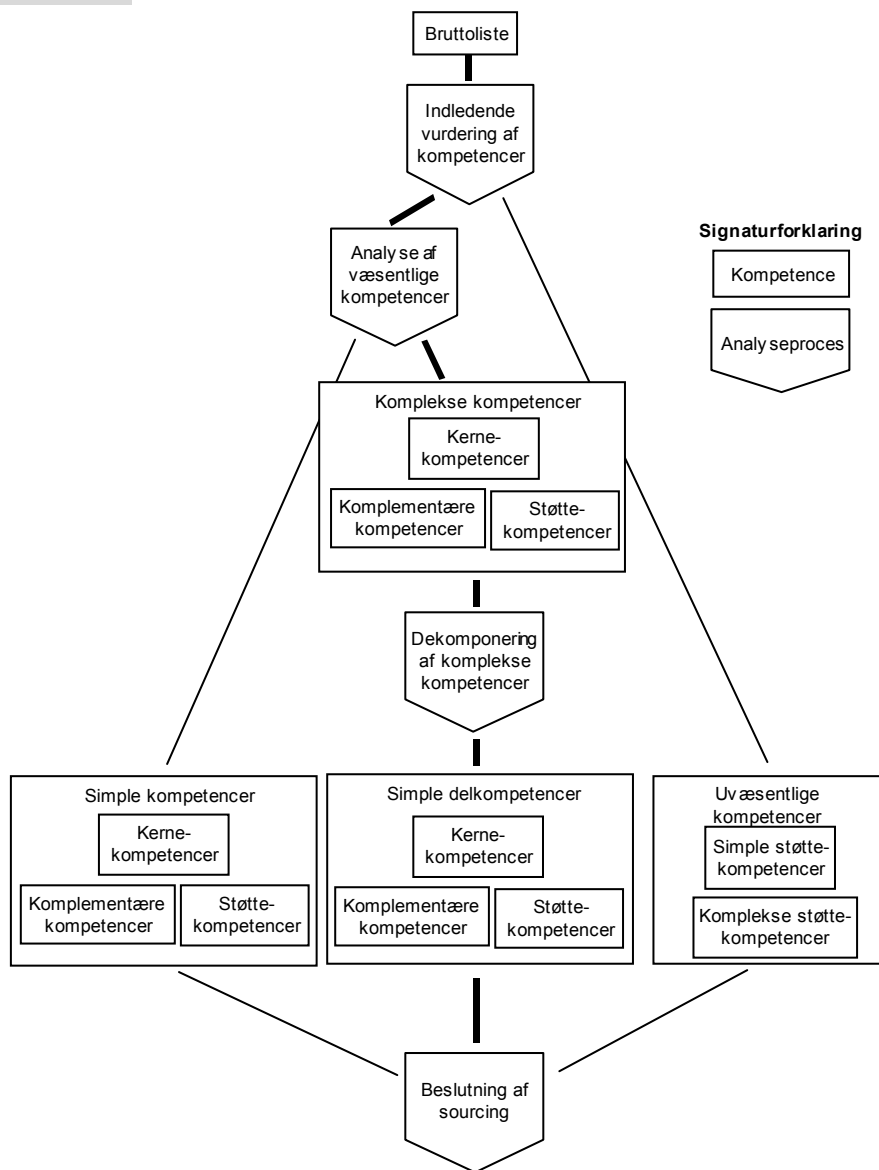 Bruttoliste
Indledende
vurdering af
kompetencer
Analyse af
væsentlige
kompetencer
Signaturforklaring
Kompetence
Analyseproces
Komplekse kompetencer
Kerne-
kompetencer
Komplementære
kompetencer
Støtte-
kompetencer
Dekomponering
af komplekse
kompetencer
Simple kompetencer
Kerne-
kompetencer
Komplementære
kompetencer
Støtte-
kompetencer
Simple delkompetencer
Kerne-
kompetencer
Komplementære
kompetencer
Støtte-
kompetencer
Uvæsentlige
kompetencer
Simple støtte-
kompetencer
Komplekse støtte-
kompetencer
Beslutning af
sourcing